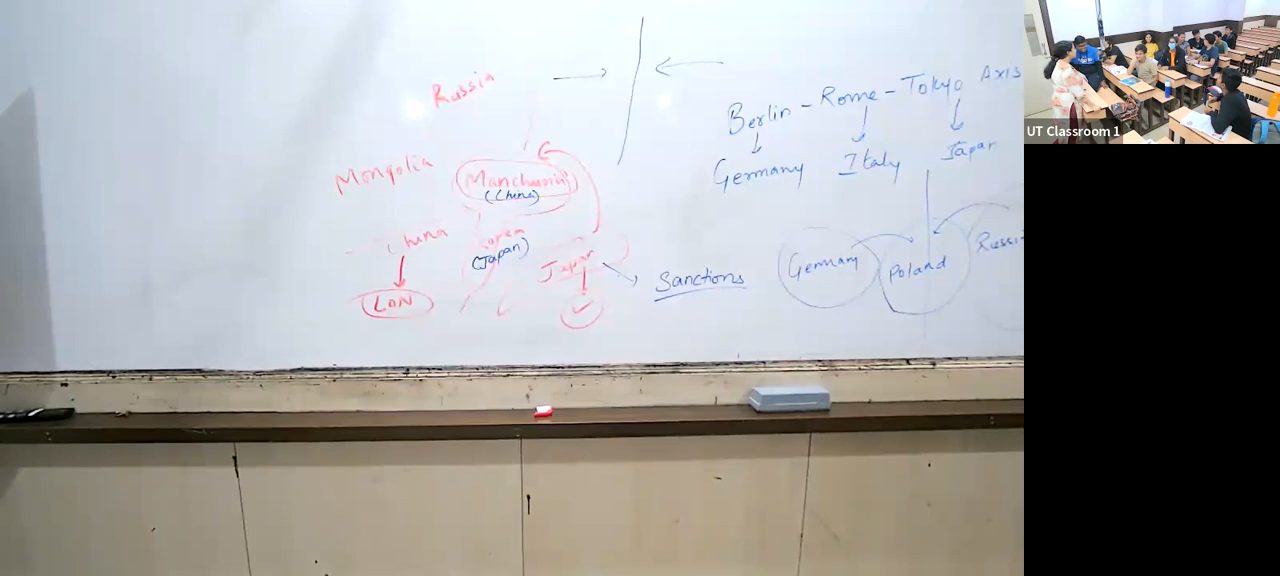 Russia
Mongolia
Manchuria
(China)
China
Korea
(Japan)
LON
Japan
Sanctions
Berlin - Rome - Tokyo Axis
Germany Italy Japan
Germany Poland
UT Classroom 1